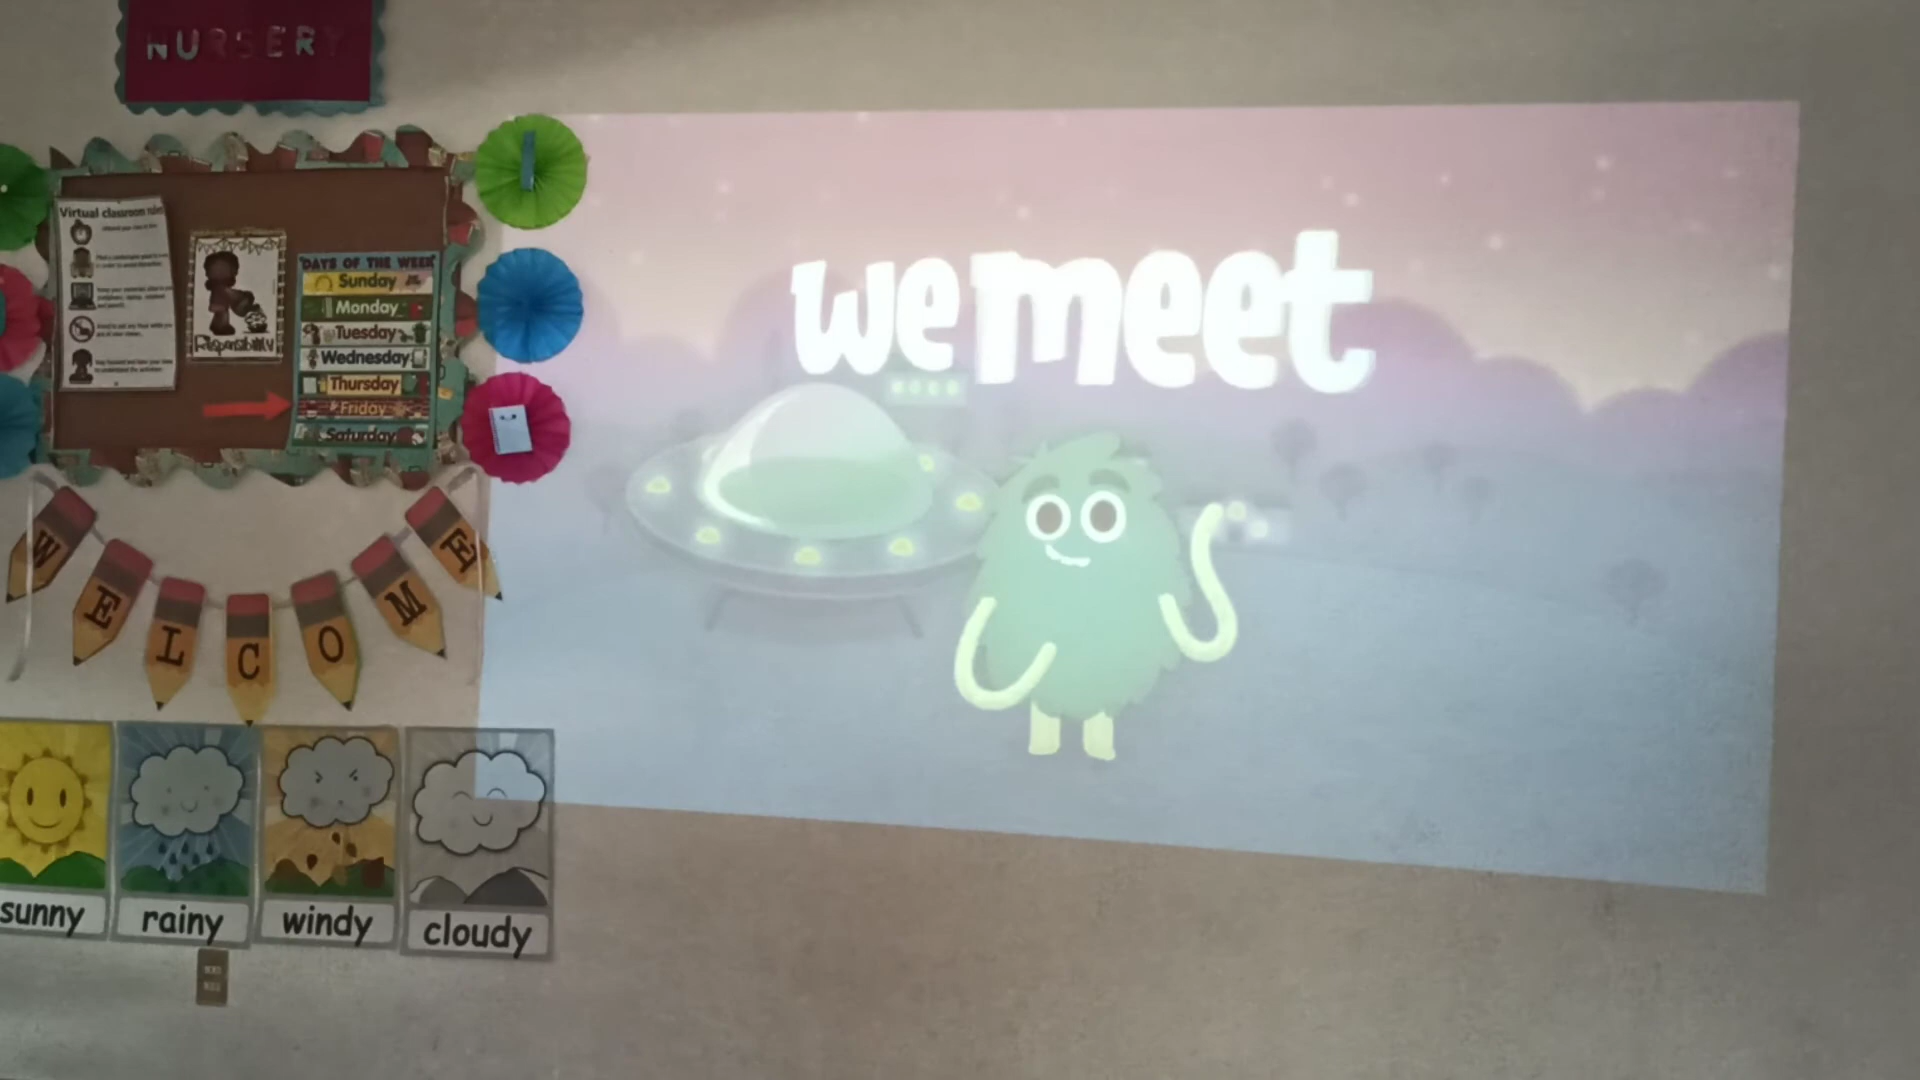 NURSERY
Virtual classroom rules
Responsibility
DAYS OF THE WEEK
Sunday
Monday
Tuesday
Wednesday
Thursday
Friday
Saturday
we meet
WELCOME
sunny
rainy
windy
cloudy